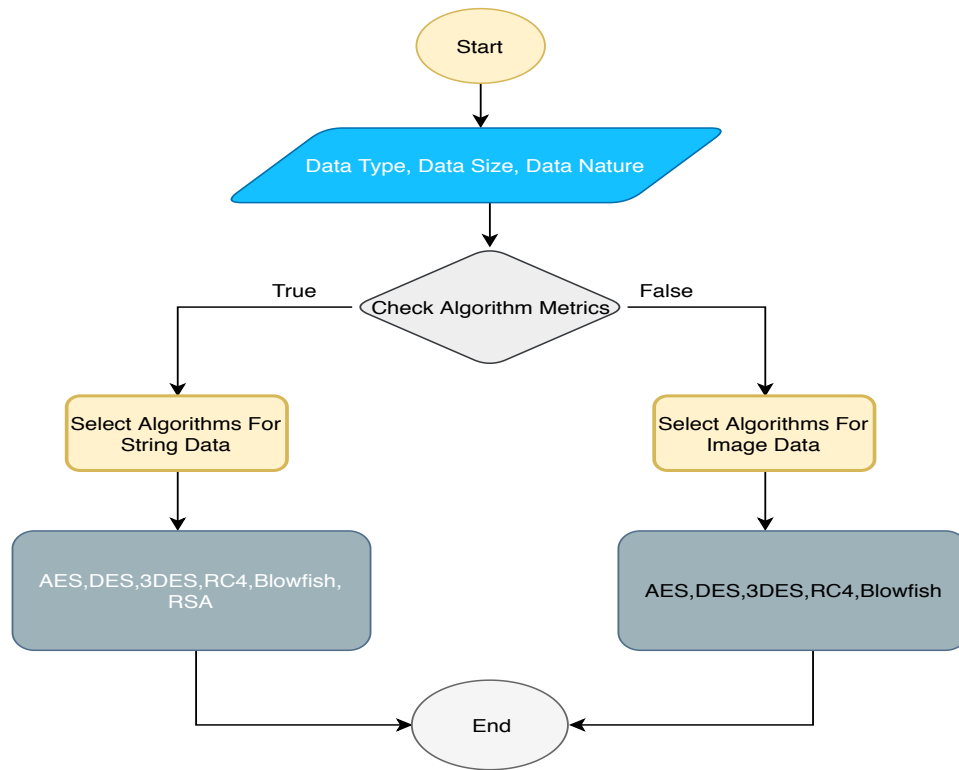 Start
Data Type, Data Size, Data Nature
True
Check Algorithm Metrics
False
Select Algorithms For
String Data
Select Algorithms For
Image Data
AES,DES,3DES,RC4,Blowfish,
RSA
AES,DES,3DES,RC4,Blowfish
End